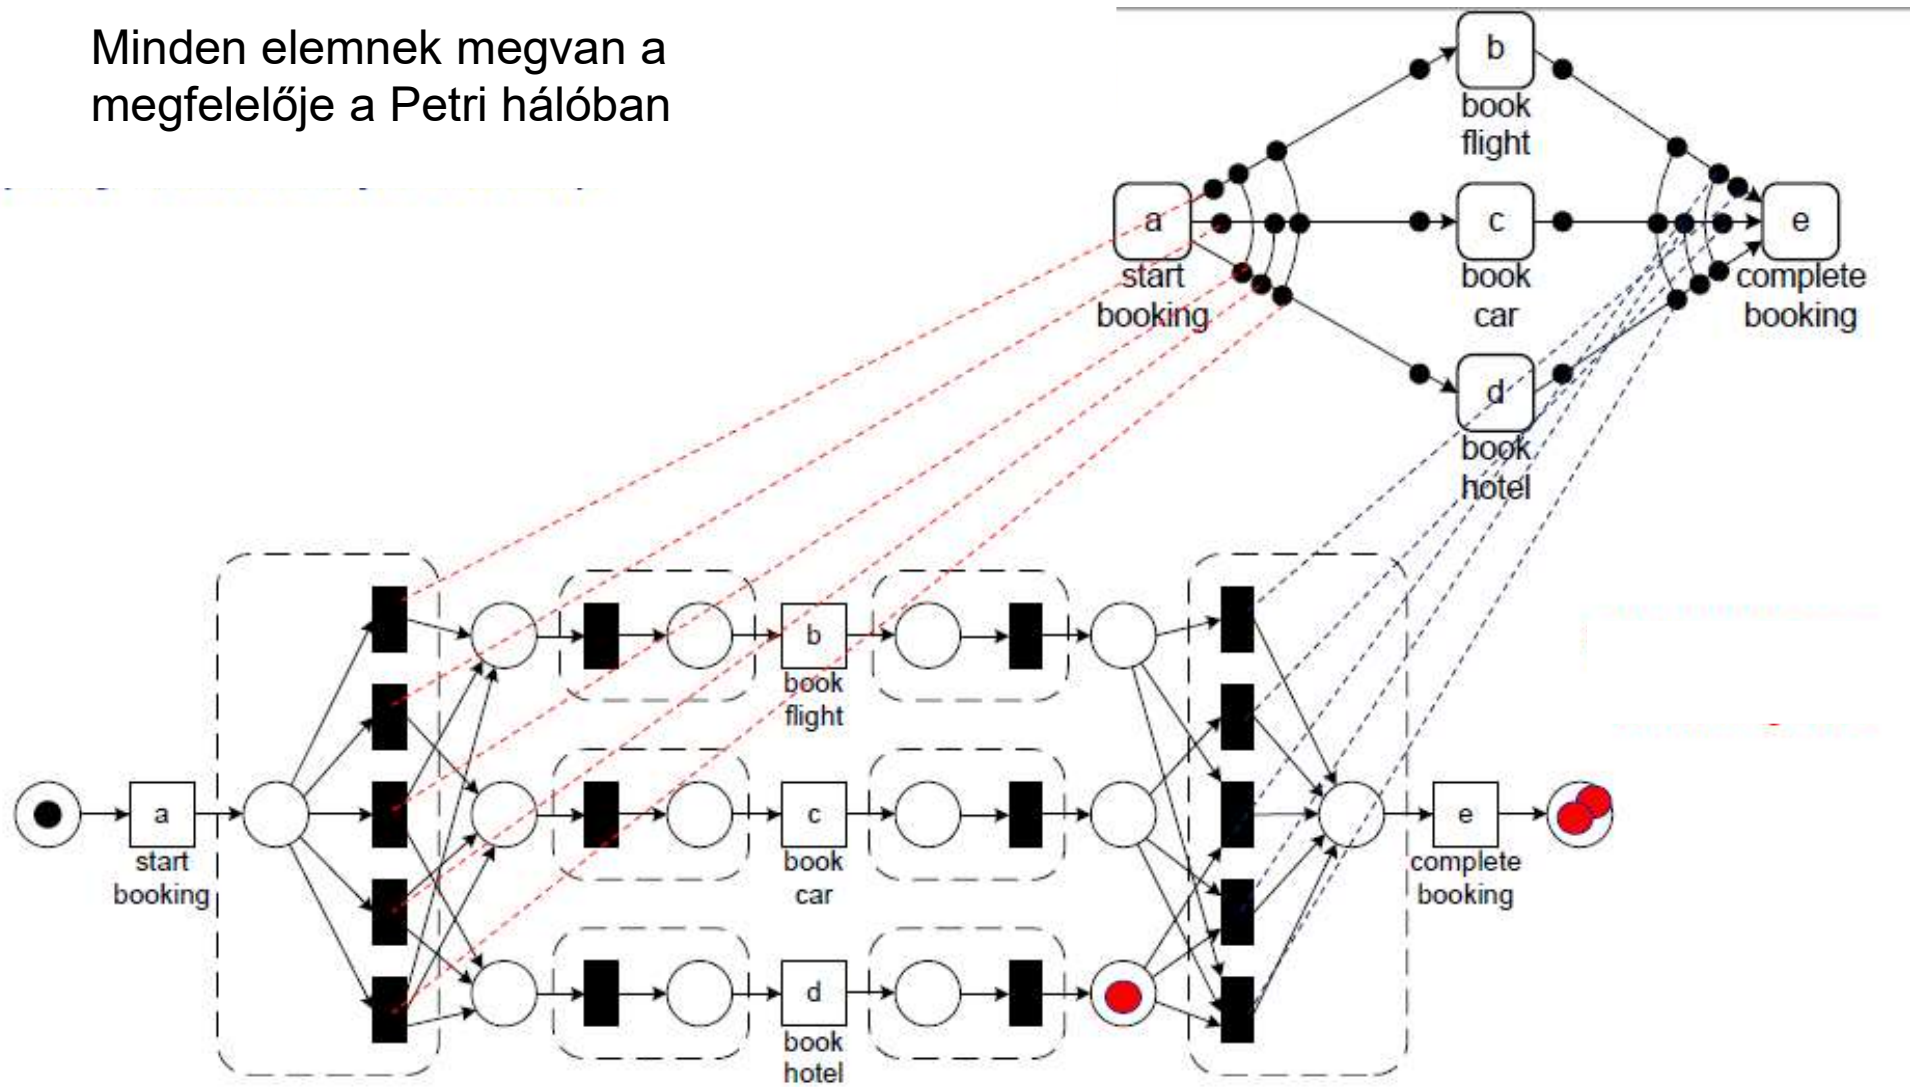 Minden elemnek megvan a
megfelelője a Petri hálóban
b
book
flight
a
start
booking
c
book
car
e
complete
booking
d
book
hotel
a
start
booking
b
book
flight
c
book
car
d
book
hotel
e
complete
booking